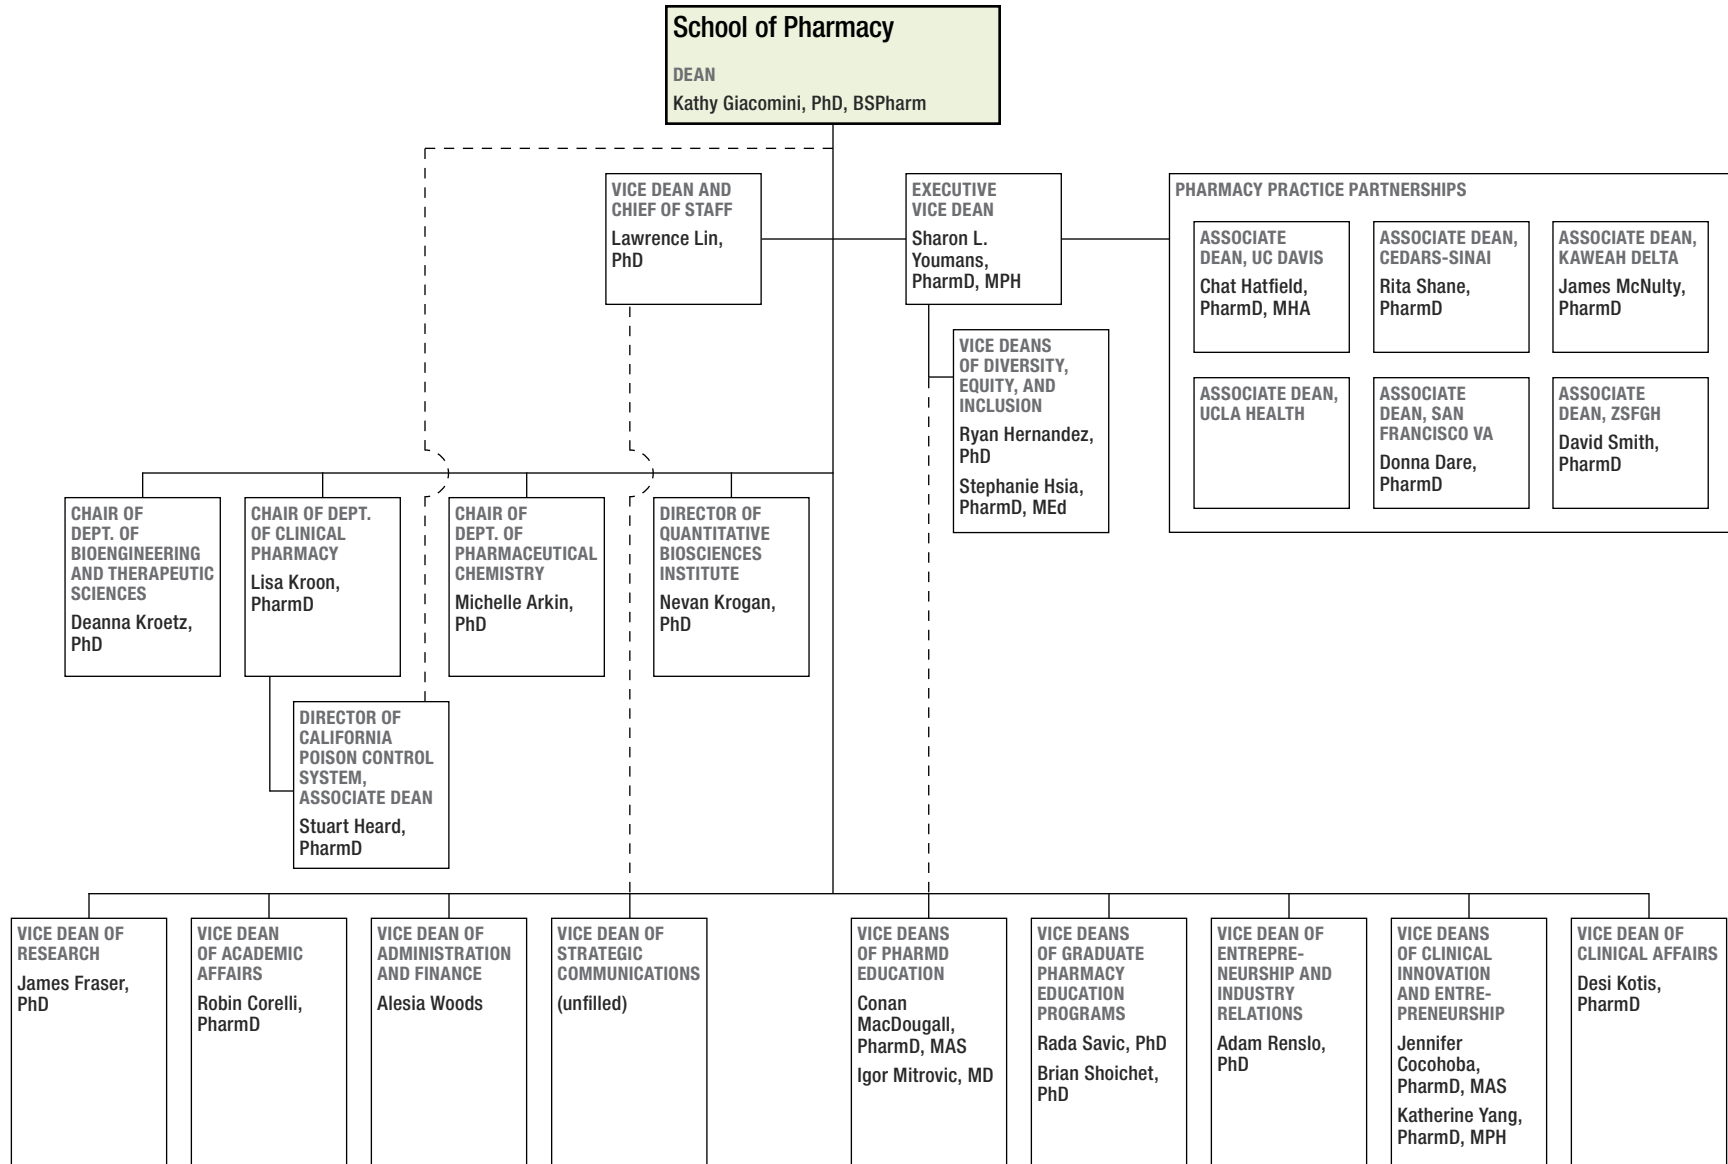 School of Pharmacy
DEAN
Kathy Giacomini, PhD, BSPharm
VICE DEAN AND
CHIEF OF STAFF
Lawrence Lin,
PhD
EXECUTIVE
VICE DEAN
Sharon L.
Youmans,
PharmD, MPH
PHARMACY PRACTICE PARTNERSHIPS
ASSOCIATE
DEAN, UC DAVIS
Chat Hatfield,
PharmD, MHA
ASSOCIATE DEAN,
CEDARS-SINAI
Rita Shane,
PharmD
ASSOCIATE DEAN,
KAWEAH DELTA
James McNulty,
PharmD
ASSOCIATE DEAN,
UCLA HEALTH
ASSOCIATE
DEAN, SAN
FRANCISCO VA
Donna Dare,
PharmD
ASSOCIATE
DEAN, ZSFGH
David Smith,
PharmD
VICE DEANS
OF DIVERSITY,
EQUITY, AND
INCLUSION
Ryan Hernandez,
PhD
Stephanie Hsia,
PharmD, MEd
CHAIR OF
DEPT. OF
BIOENGINEERING
AND THERAPEUTIC
SCIENCES
Deanna Kroetz,
PhD
CHAIR OF DEPT.
OF CLINICAL
PHARMACY
Lisa Kroon,
PharmD
CHAIR OF
DEPT. OF
PHARMACEUTICAL
CHEMISTRY
Michelle Arkin,
PhD
DIRECTOR OF
QUANTITATIVE
BIOSCIENCES
INSTITUTE
Nevan Krogan,
PhD
DIRECTOR OF
CALIFORNIA
POISON CONTROL
SYSTEM,
ASSOCIATE DEAN
Stuart Heard,
PharmD
VICE DEAN OF
RESEARCH
James Fraser,
PhD
VICE DEAN
OF ACADEMIC
AFFAIRS
Robin Corelli,
PharmD
VICE DEAN OF
ADMINISTRATION
AND FINANCE
Alesia Woods
VICE DEAN OF
STRATEGIC
COMMUNICATIONS
(unfilled)
VICE DEANS
OF PHARMD
EDUCATION
Conan
MacDougall,
PharmD, MAS
Igor Mitrovic, MD
VICE DEANS
OF GRADUATE
PHARMACY
EDUCATION
PROGRAMS
Rada Savic, PhD
Brian Shoichet,
PhD
VICE DEAN OF
ENTREPRE-
NEURSHIP AND
INDUSTRY
RELATIONS
Adam Renslo,
PhD
VICE DEANS
OF CLINICAL
INNOVATION
AND ENTRE-
PRENEURSHIP
Jennifer
Cocohoba,
PharmD, MAS
Katherine Yang,
PharmD, MPH
VICE DEAN OF
CLINICAL AFFAIRS
Desi Kotis,
PharmD